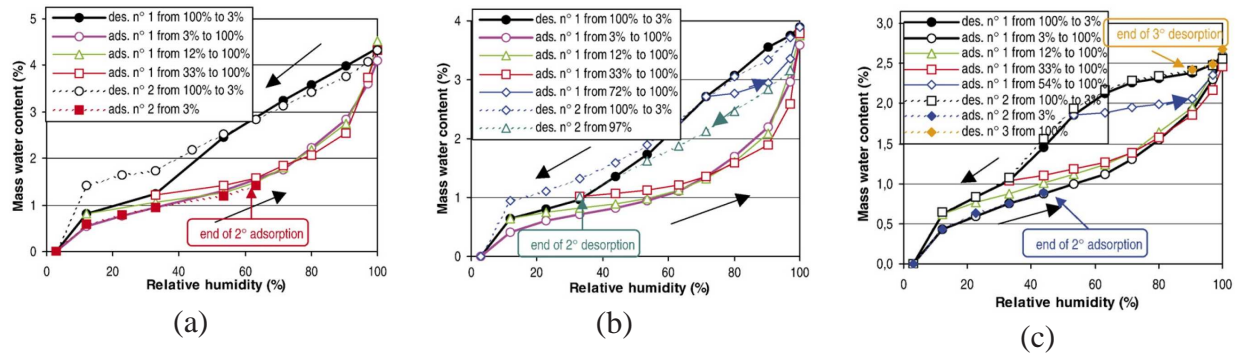 5
4
3
2
1
0
Mass water content (%)
des. n° 1 from 100% to 3%
ads. n° 1 from 3% to 100%
ads. n° 1 from 12% to 100%
ads. n° 1 from 33% to 100%
des. n° 2 from 100% to 3%
ads. n° 2 from 3%
end of 2° adsorption
0 20 40 60 80 100
Relative humidity (%)
(a)
4
3
2
1
0
Mass water content (%)
des. n° 1 from 100% to 3%
ads. n° 1 from 3% to 100%
ads. n° 1 from 12% to 100%
ads. n° 1 from 33% to 100%
ads. n° 1 from 72% to 100%
des. n° 2 from 100% to 3%
des. n° 2 from 97%
end of 2° desorption
0 20 40 60 80 100
Relative humidity (%)
(b)
3,0
2,5
2,0
1,5
1,0
0,5
0,0
Mass water content (%)
des. n° 1 from 100% to 3%
ads. n° 1 from 3% to 100%
ads. n° 1 from 12% to 100%
ads. n° 1 from 33% to 100%
ads. n° 1 from 54% to 100%
des. n° 2 from 100% to 3%
ads. n° 2 from 3%
des. n° 3 from 100%
end of 3° desorption
end of 2° adsorption
0 20 40 60 80 100
Relative humidity (%)
(c)